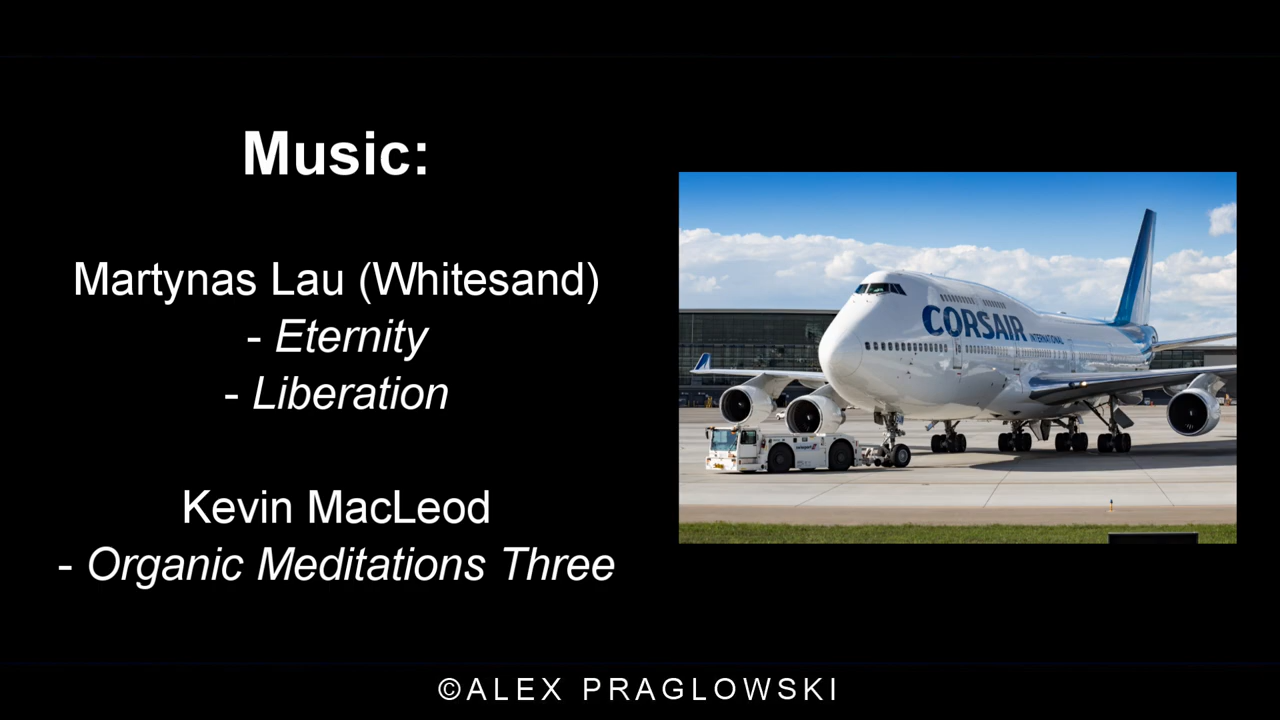 Music:
Martynas Lau (Whitesand)
- Eternity
- Liberation
Kevin MacLeod
- Organic Meditations Three
CORSAIR
INTERNATIONAL
©ALEX PRAGLOWSKI